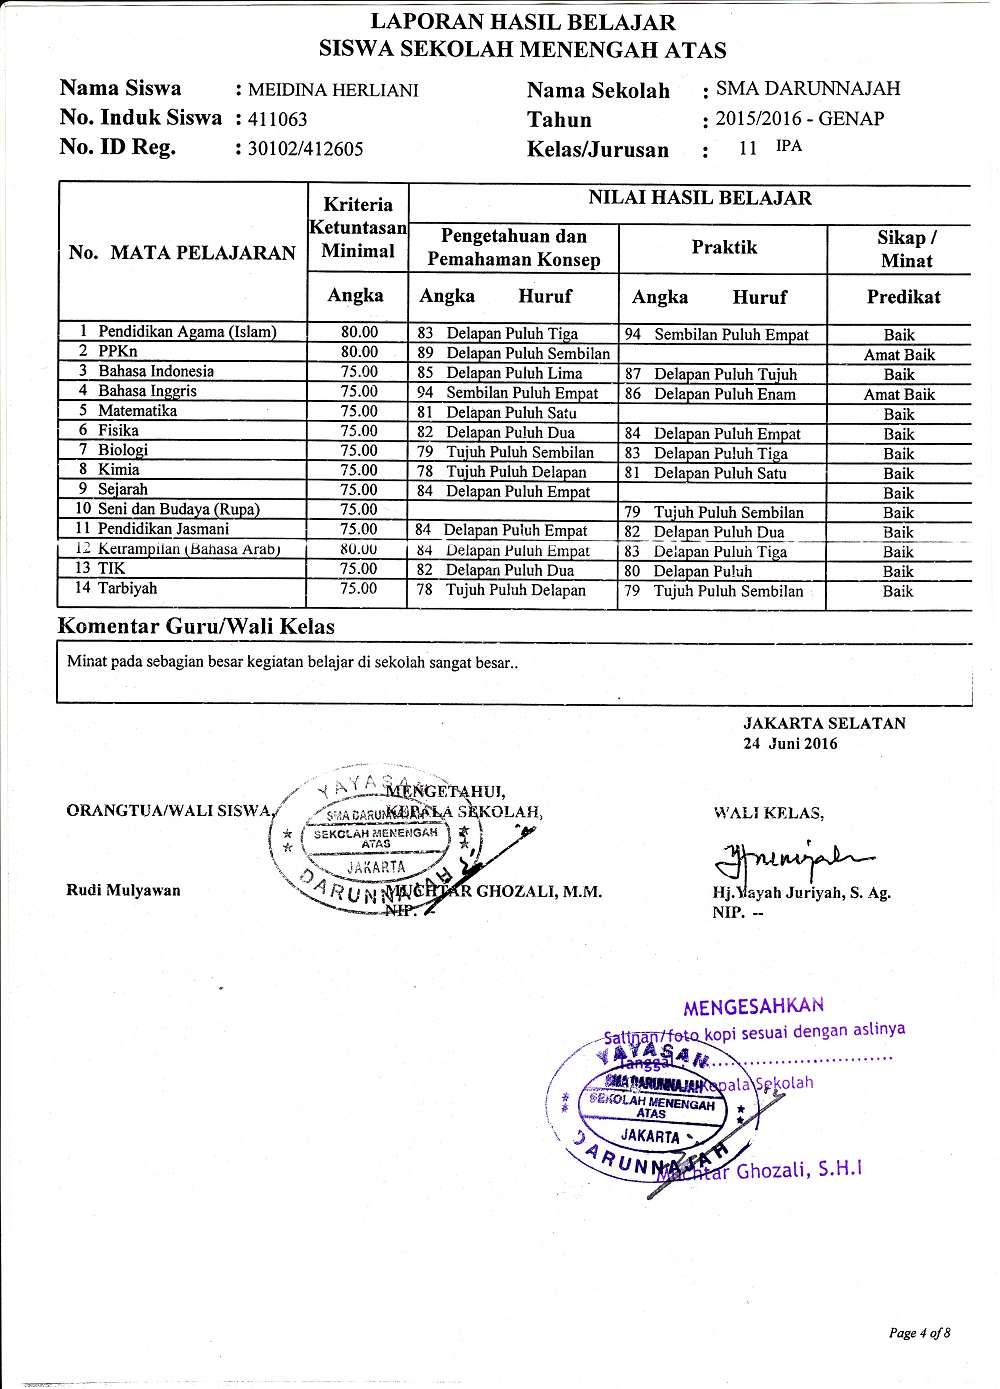 LAPORAN HASIL BELAJAR
SISWA SEKOLAH MENENGAH ATAS
Nama Siswa : MEIDINA HERLIANI Nama Sekolah : SMA DARUNNAJAH
No. Induk Siswa : 411063 Tahun : 2015/2016 - GENAP
No. ID Reg. : 30102/412605 Kelas/Jurusan : 11 IPA
No. MATA PELAJARAN Kriteria Ketuntasan Minimal NILAI HASIL BELAJAR
Pengetahuan dan Pemahaman Konsep Praktik Sikap / Minat
Angka Angka Huruf Angka Huruf Predikat
1 Pendidikan Agama (Islam) 80.00 83 Delapan Puluh Tiga 94 Sembilan Puluh Empat Baik
2 PPKn 80.00 89 Delapan Puluh Sembilan Amat Baik
3 Bahasa Indonesia 75.00 85 Delapan Puluh Lima 87 Delapan Puluh Tujuh Baik
4 Bahasa Inggris 75.00 94 Sembilan Puluh Empat 86 Delapan Puluh Enam Amat Baik
5 Matematika 75.00 81 Delapan Puluh Satu Baik
6 Fisika 75.00 82 Delapan Puluh Dua 84 Delapan Puluh Empat Baik
7 Biologi 75.00 79 Tujuh Puluh Sembilan 83 Delapan Puluh Tiga Baik
8 Kimia 75.00 78 Tujuh Puluh Delapan 81 Delapan Puluh Satu Baik
9 Sejarah 75.00 84 Delapan Puluh Empat Baik
10 Seni dan Budaya (Rupa) 75.00 79 Tujuh Puluh Sembilan Baik
11 Pendidikan Jasmani 75.00 84 Delapan Puluh Empat 82 Delapan Puluh Dua Baik
12 Ketrampilan (Bahasa Arab) 80.00 84 Delapan Puluh Empat 83 Delapan Puluh Tiga Baik
13 TIK 75.00 82 Delapan Puluh Dua 80 Delapan Puluh Baik
14 Tarbiyah 75.00 78 Tujuh Puluh Delapan 79 Tujuh Puluh Sembilan Baik
Komentar Guru/Wali Kelas
Minat pada sebagian besar kegiatan belajar di sekolah sangat besar..
JAKARTA SELATAN
24 Juni 2016
MENGETAHUI,
ORANGTUA/WALI SISWA, KEPALA SEKOLAH, WALI KELAS,
YAYASAN
SMA DARUNNAJAH
SEKOLAH MENENGAH
ATAS
JAKARTA
DARUNNAJAH
Rudi Mulyawan MUCHTAR GHOZALI, M.M. Hj.Yayah Juriyah, S. Ag.
NIP. -- NIP. --
MENGESAHKAN
Salinan/foto kopi sesuai dengan aslinya
Tanggal : ..............................
Kepala Sekolah
YAYASAN
SMA DARUNNAJAH
SEKOLAH MENENGAH
ATAS
JAKARTA
DARUNNAJAH
Muchtar Ghozali, S.H.I
Page 4 of 8